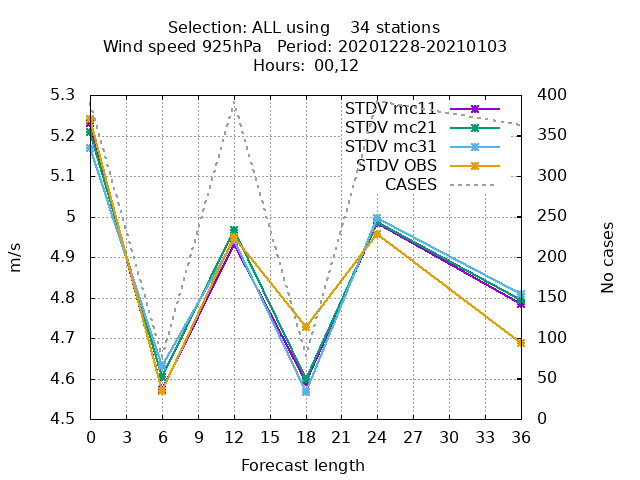 Selection: ALL using    34 stations
Wind speed 925hPa   Period: 20201228-20210103
Hours:  00,12
STDV mc11
STDV mc21
STDV mc31
STDV OBS
CASES
5.3
5.2
5.1
5
4.9
4.8
4.7
4.6
4.5
m/s
400
350
300
250
200
150
100
50
0
No cases
0 3 6 9 12 15 18 21 24 27 30 33 36
Forecast length